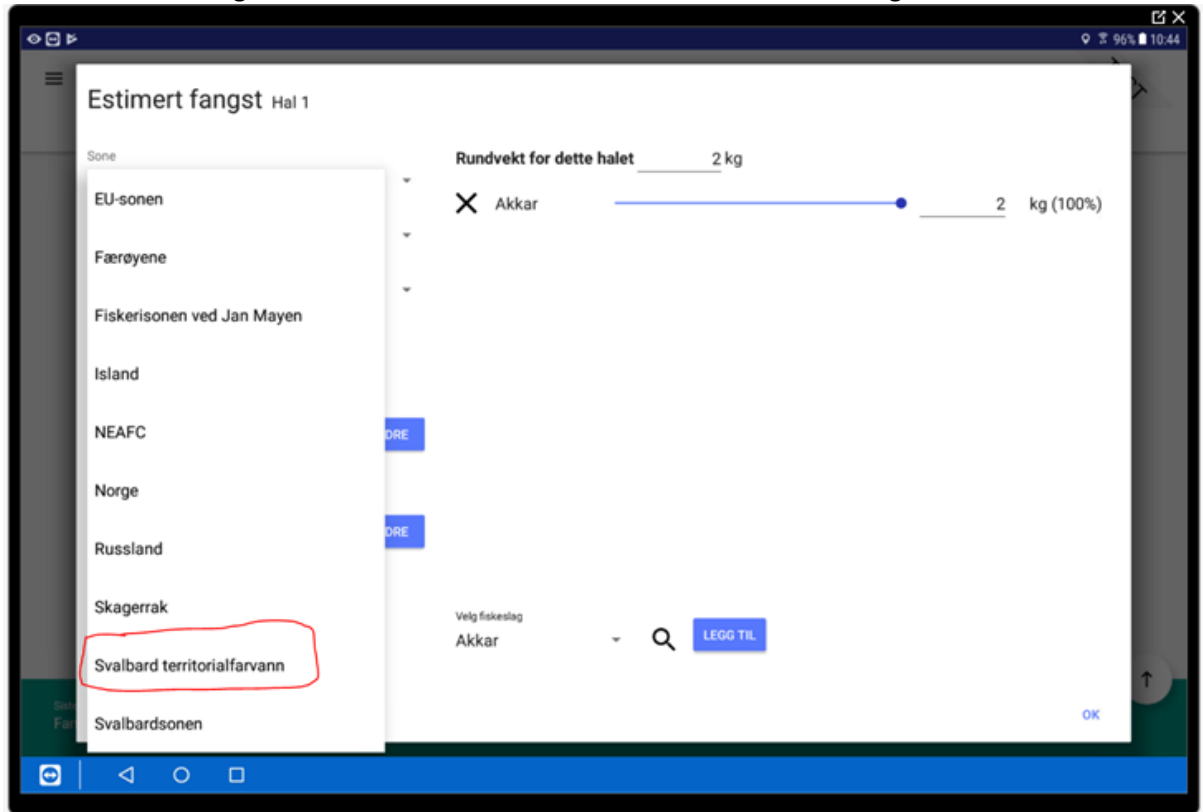 96% 10:44
Estimert fangst Hal 1
Sone
EU-sonen
Færøyene
Fiskerisonen ved Jan Mayen
Island
NEAFC
Norge
Russland
Skagerrak
Svalbard territorialfarvann
Svalbardsonen
DRE
DRE
Rundvekt for dette halet 2 kg
Akkar 2 kg (100%)
Velg fiskeslag
Akkar LEGG TIL
OK